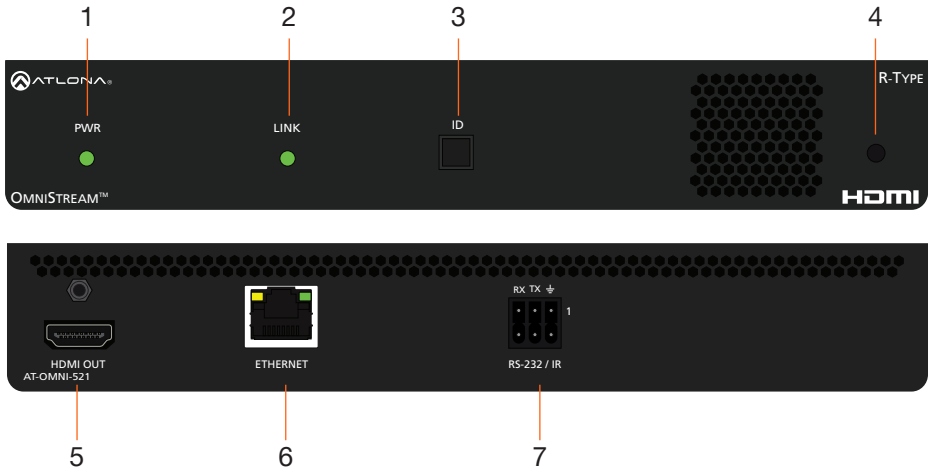 1 2 3 4
ATLONA®
R-TYPE
PWR LINK ID
OMNISTREAM™
HDMI
RX TX
1
HDMI OUT ETHERNET RS-232 / IR
AT-OMNI-521
5 6 7